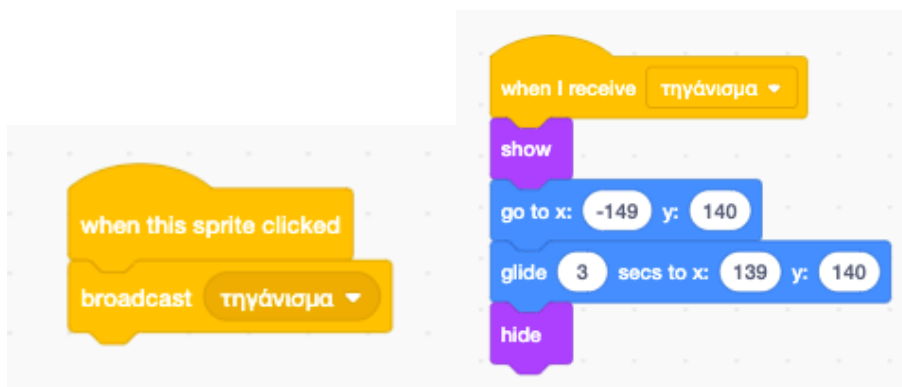 when this sprite clicked
broadcast τηγάνισμα
when I receive τηγάνισμα
show
go to x: -149 y: 140
glide 3 secs to x: 139 y: 140
hide